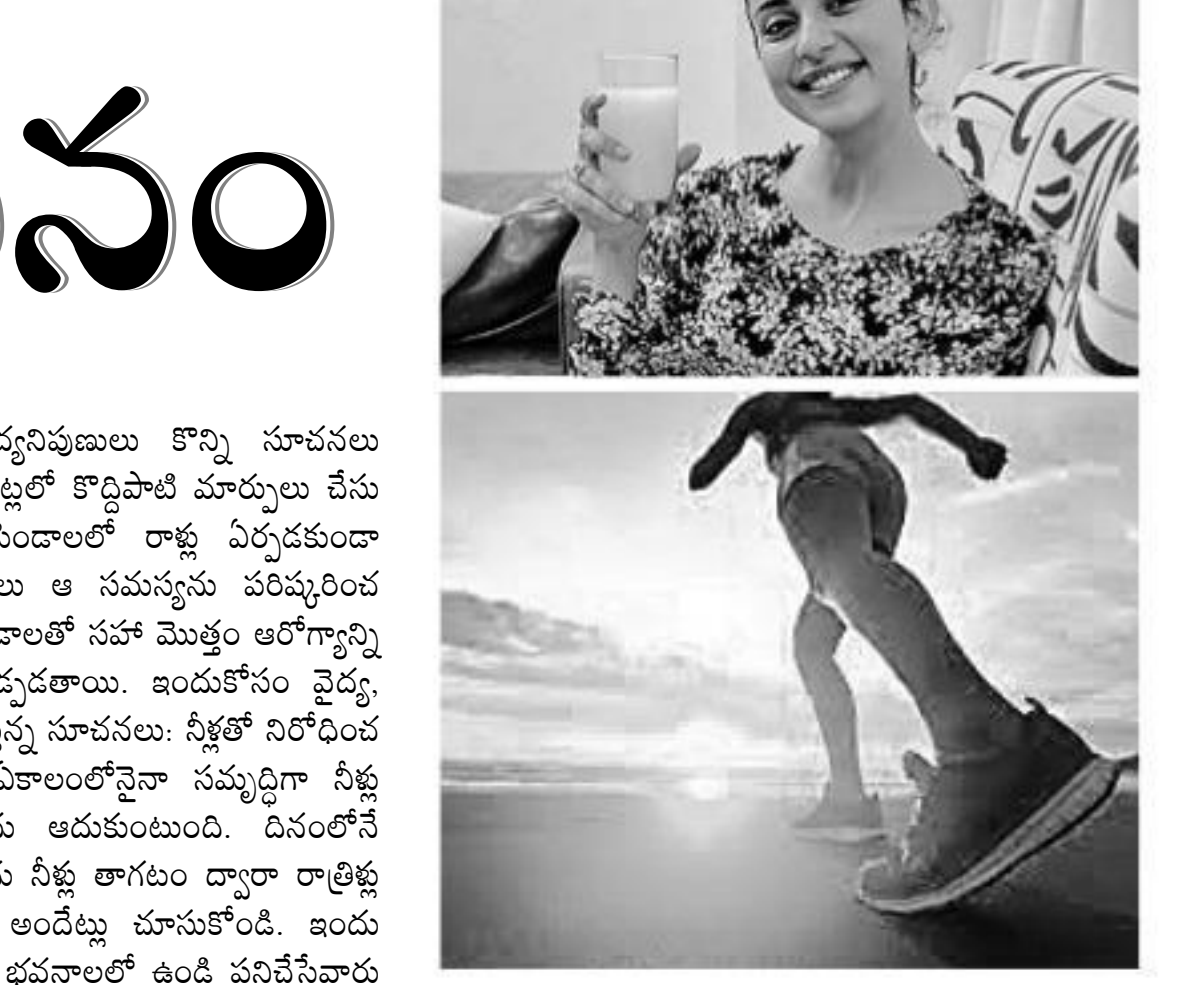 నం
ద్యనిపుణులు కొన్ని సూచనలు
ట్లలో కొద్దిపాటి మార్పులు చేసు
పిండాలలో రాళ్లు ఏర్పడకుండా
లు ఆ సమస్యను పరిష్కరించ
డాలతో సహా మొత్తం ఆరోగ్యాన్ని
డ్పడతాయి. ఇందుకోసం వైద్య,
న్న సూచనలు: నీళ్లతో నిరోధించ
ఏకాలంలోనైనా సమృద్ధిగా నీళ్లు
ఆదుకుంటుంది. దినంలోనే
నీళ్లు తాగటం ద్వారా రాత్రిళ్లు
అందేట్లు చూసుకోండి. ఇందు
భవనాలలో ఉండి పనిచేసేవారు